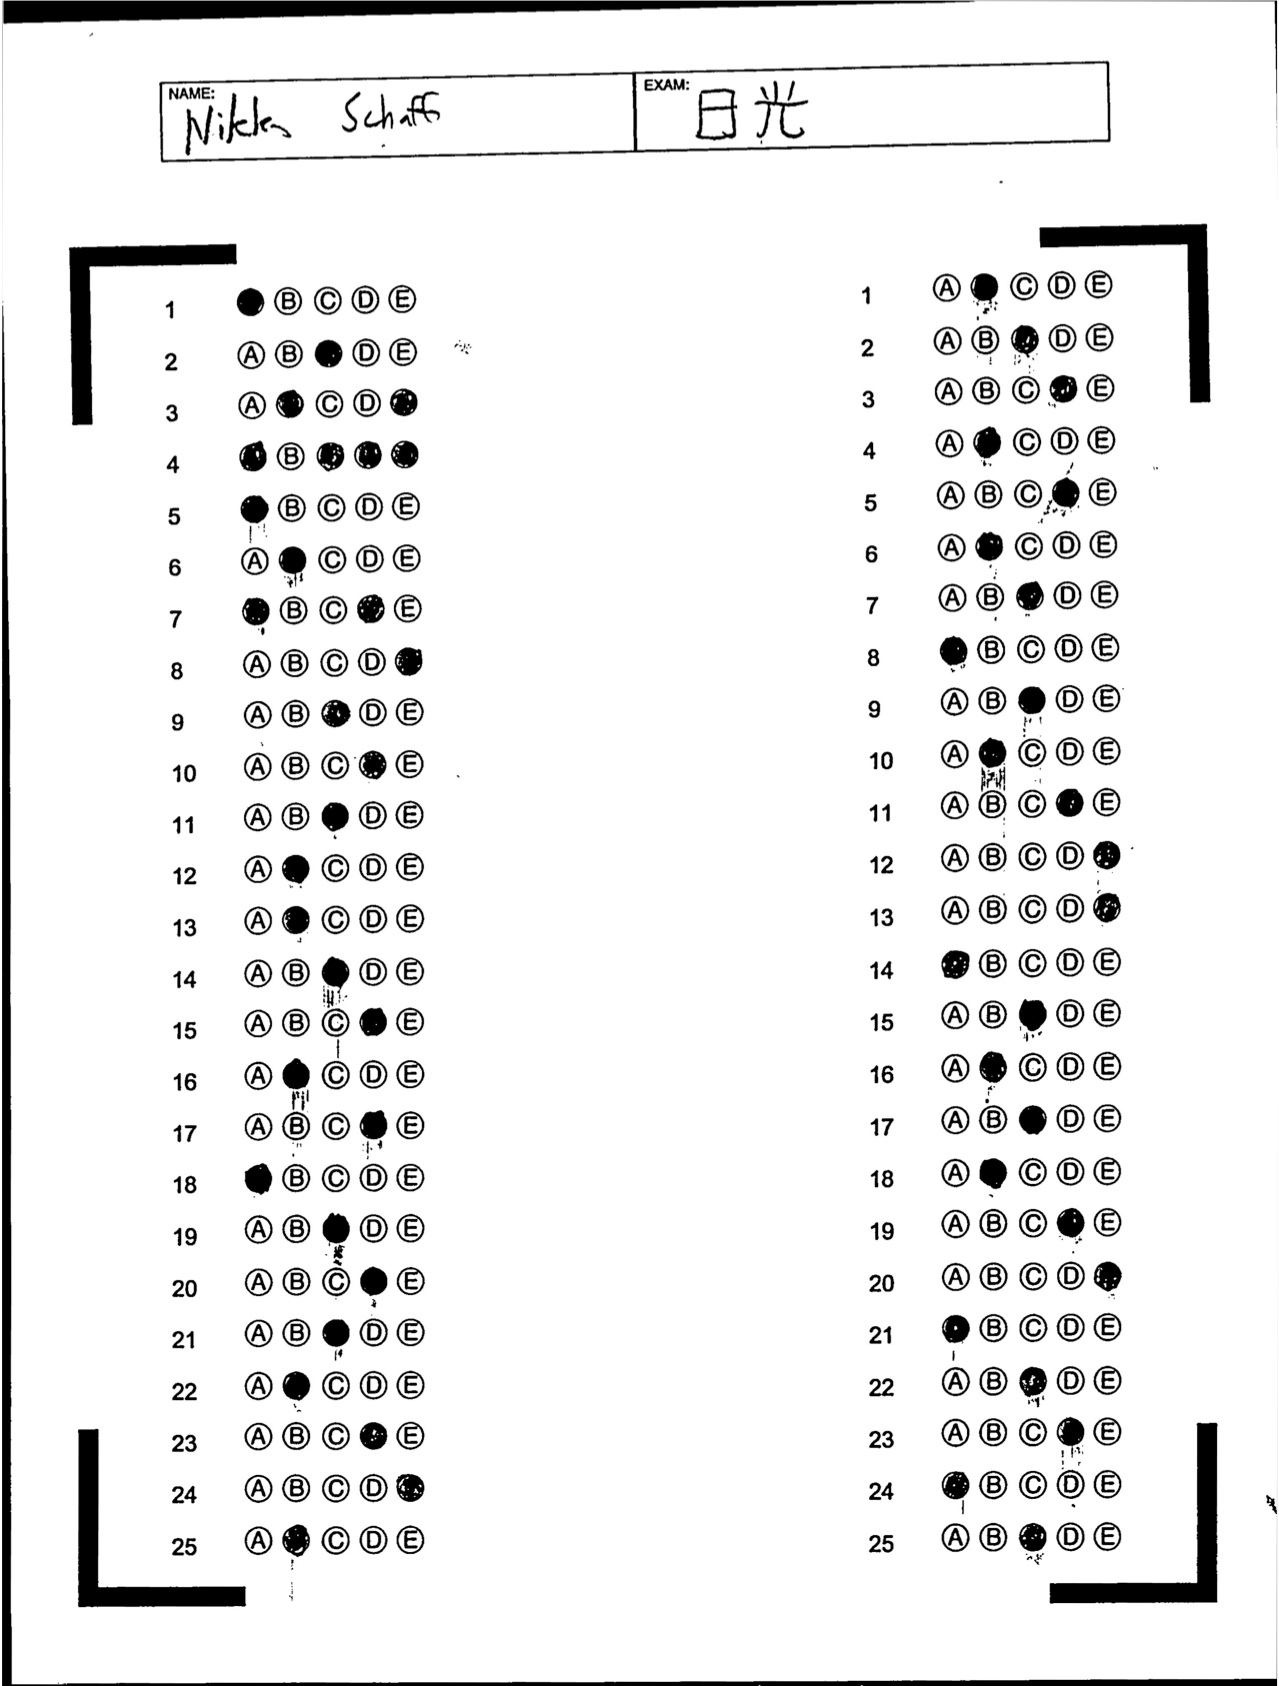 NAME: Schaff EXAM: 日光
1 B C D E 1 A C D E
2 A B D E 2 A B D E
3 A C D 3 A B C E
4 B 4 A C D E
5 B C D E 5 A B C E
6 A C D E 6 A C D E
7 B C E 7 A B D E
8 A B C D 8 B C D E
9 A B D E 9 A B D E
10 A B C E 10 A C D E
11 A B D E 11 A B C E
12 A C D E 12 A B C D
13 A C D E 13 A B C D
14 A B D E 14 B C D E
15 A B C E 15 A B D E
16 A C D E 16 A C D E
17 A B C E 17 A B D E
18 B C D E 18 A C D E
19 A B D E 19 A B C E
20 A B C E 20 A B C D
21 A B D E 21 B C D E
22 A C D E 22 A B D E
23 A B C E 23 A B C E
24 A B C D 24 B C D E
25 A C D E 25 A B D E